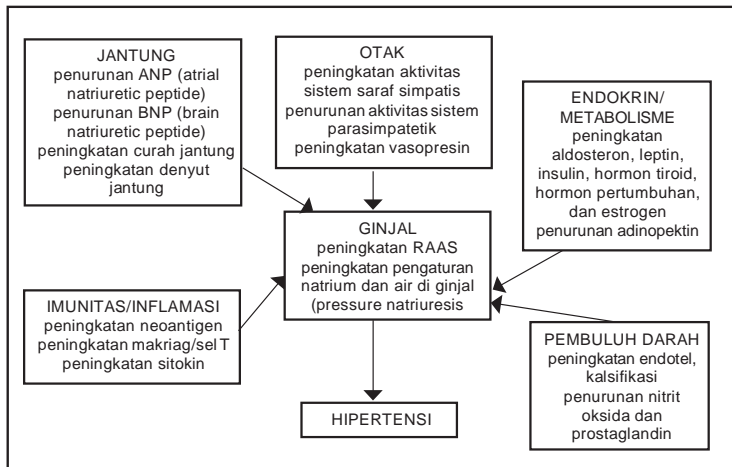 JANTUNG
penurunan ANP (atrial
natriuretic peptide)
penurunan BNP (brain
natriuretic peptide)
peningkatan curah jantung
peningkatan denyut
jantung
OTAK
peningkatan aktivitas
sistem saraf simpatis
penurunan aktivitas sistem
parasimpatetik
peningkatan vasopresin
ENDOKRIN/
METABOLISME
peningkatan
aldosteron, leptin,
insulin, hormon tiroid,
hormon pertumbuhan,
dan estrogen
penurunan adinopektin
GINJAL
peningkatan RAAS
peningkatan pengaturan
natrium dan air di ginjal
(pressure natriuresis
IMUNITAS/INFLAMASI
peningkatan neoantigen
peningkatan makriag/sel T
peningkatan sitokin
PEMBULUH DARAH
peningkatan endotel,
kalsifikasi
penurunan nitrit
oksida dan
prostaglandin
HIPERTENSI